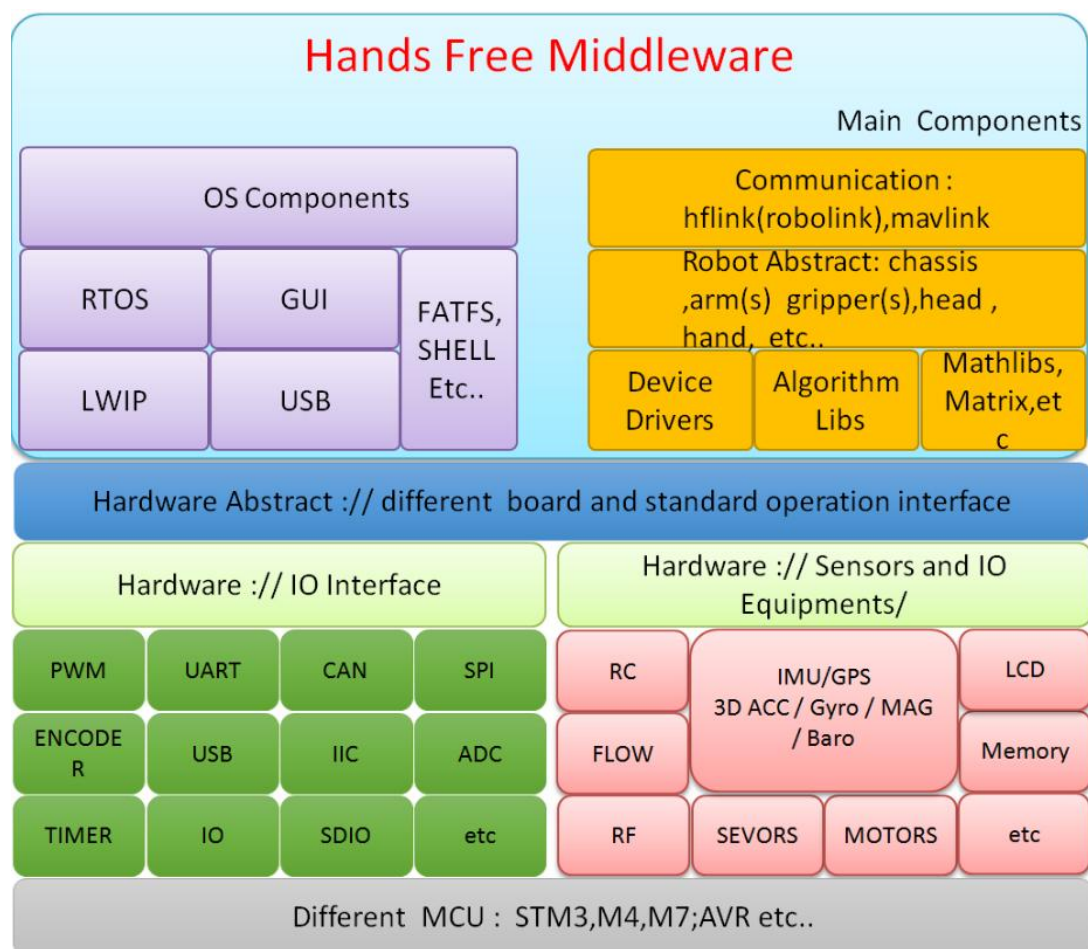 Hands Free Middleware
Main Components
OS Components
RTOS
GUI
FATFS,
SHELL
Etc..
LWIP
USB
Communication :
hflink(robolink),mavlink
Robot Abstract: chassis
,arm(s) gripper(s),head ,
hand, etc..
Device
Drivers
Algorithm
Libs
Mathlibs,
Matrix,et
c
Hardware Abstract :// different board and standard operation interface
Hardware :// IO Interface
PWM
UART
CAN
SPI
ENCODE
R
USB
IIC
ADC
TIMER
IO
SDIO
etc
Hardware :// Sensors and IO
Equipments/
RC
IMU/GPS
3D ACC / Gyro / MAG
/ Baro
LCD
FLOW
Memory
RF
SEVORS
MOTORS
etc
Different MCU : STM3,M4,M7;AVR etc..